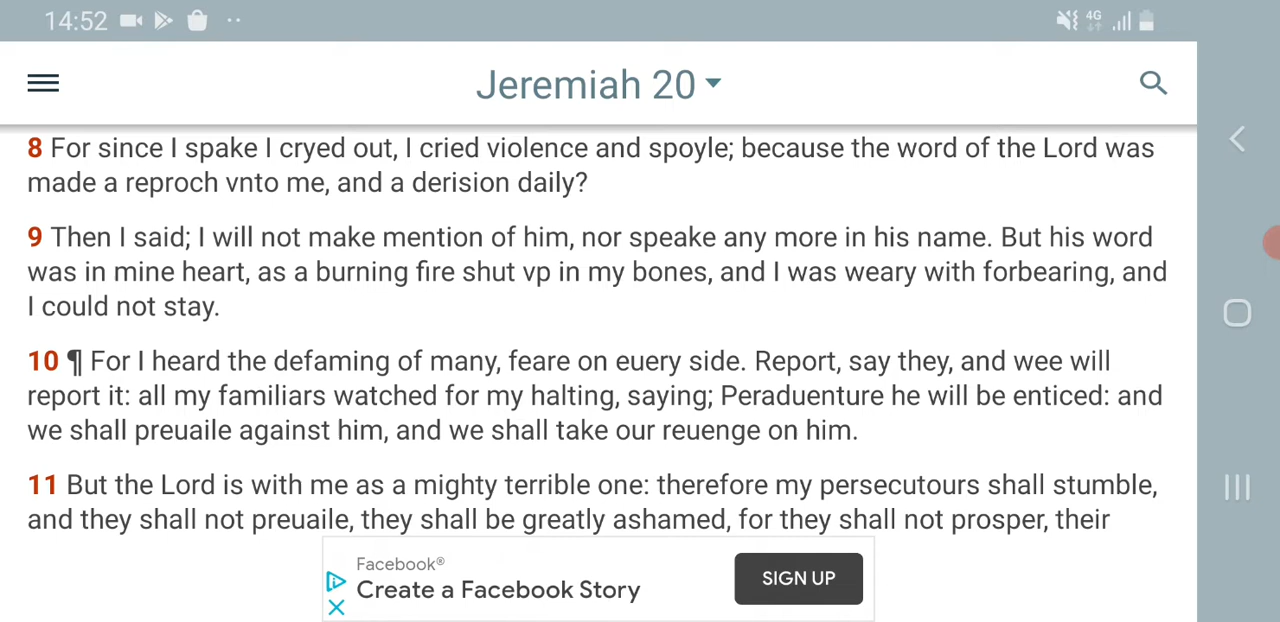 14:52
4G
Jeremiah 20
8 For since I spake I cryed out, I cried violence and spoyle; because the word of the Lord was
made a reproch vnto me, and a derision daily?
9 Then I said; I will not make mention of him, nor speake any more in his name. But his word
was in mine heart, as a burning fire shut vp in my bones, and I was weary with forbearing, and
I could not stay.
10 ¶ For I heard the defaming of many, feare on euery side. Report, say they, and wee will
report it: all my familiars watched for my halting, saying; Peraduenture he will be enticed: and
we shall preuaile against him, and we shall take our reuenge on him.
11 But the Lord is with me as a mighty terrible one: therefore my persecutours shall stumble,
and they shall not preuaile, they shall be greatly ashamed, for they shall not prosper, their
Facebook®
Create a Facebook Story
SIGN UP